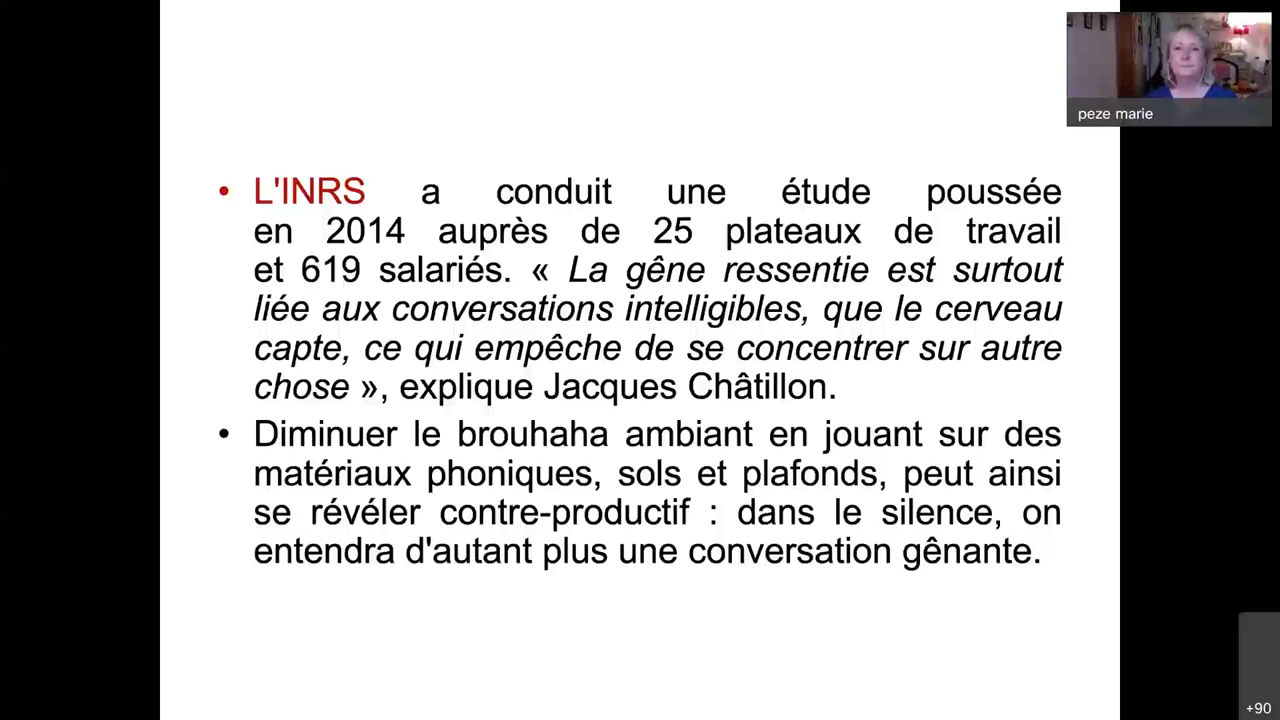 peze marie
• L'INRS a conduit une étude poussée
en 2014 auprès de 25 plateaux de travail
et 619 salariés. « La gêne ressentie est surtout
liée aux conversations intelligibles, que le cerveau
capte, ce qui empêche de se concentrer sur autre
chose », explique Jacques Châtillon.
• Diminuer le brouhaha ambiant en jouant sur des
matériaux phoniques, sols et plafonds, peut ainsi
se révéler contre-productif : dans le silence, on
entendra d'autant plus une conversation gênante.
+90